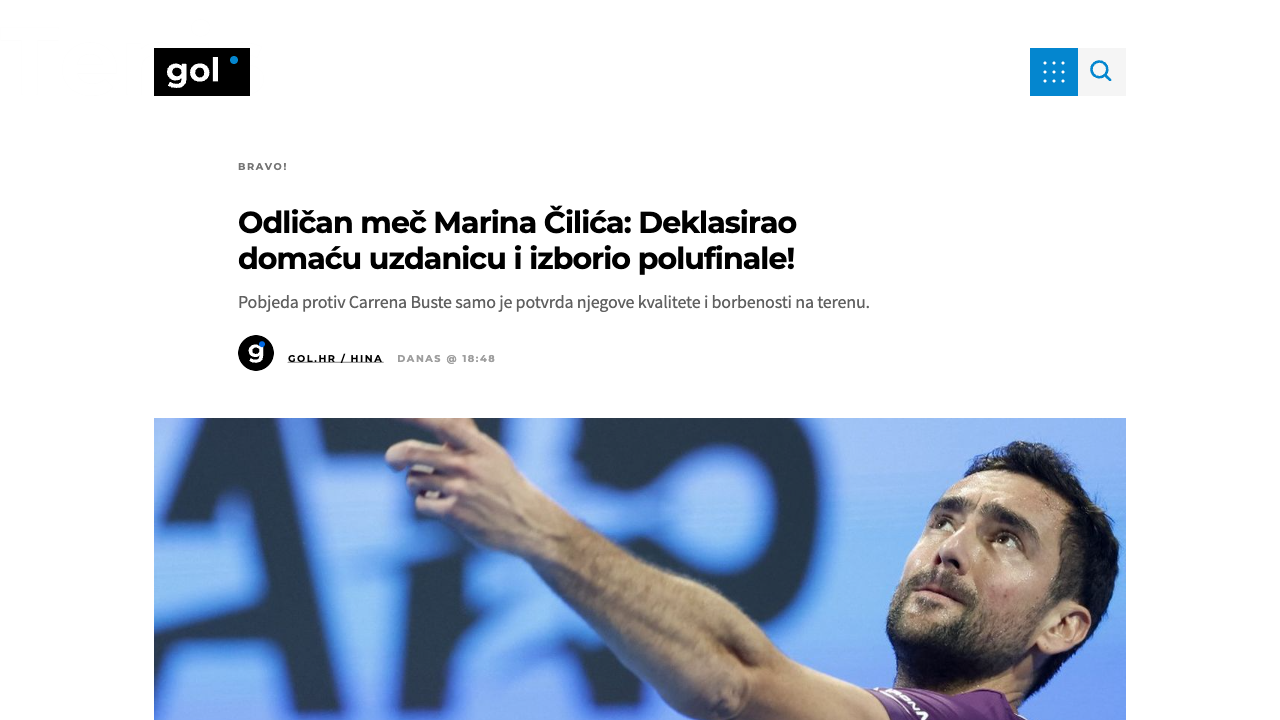 gol
BRAVO!
Odličan meč Marina Čilića: Deklasirao
domaću uzdanicu i izborio polufinale!
Pobjeda protiv Carrena Buste samo je potvrda njegove kvalitete i borbenosti na terenu.
g
GOL.HR / HINA DANAS @ 18:48